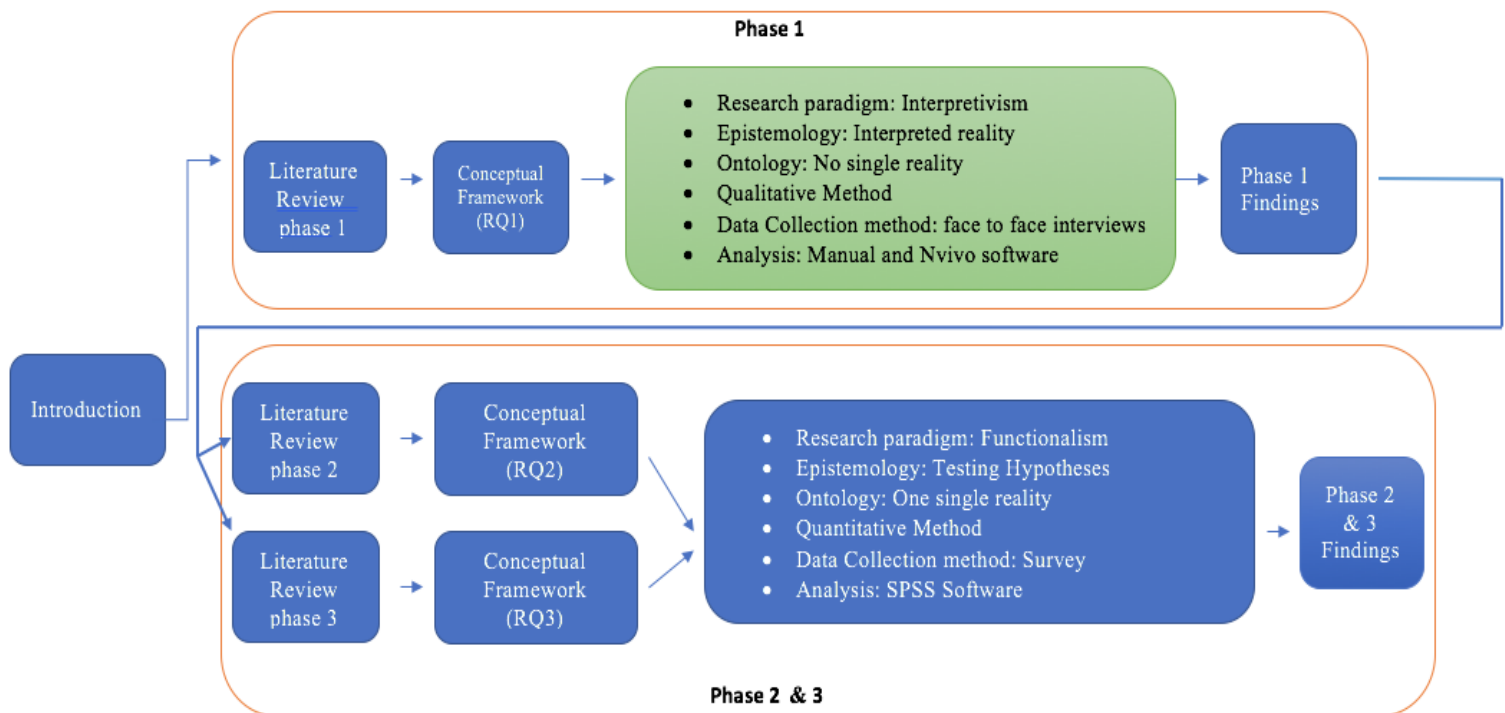 Phase 1
Literature
Review
phase 1
Conceptual
Framework
(RQ1)
• Research paradigm: Interpretivism
• Epistemology: Interpreted reality
• Ontology: No single reality
• Qualitative Method
• Data Collection method: face to face interviews
• Analysis: Manual and Nvivo software
Phase 1
Findings
Introduction
Literature
Review
phase 2
Conceptual
Framework
(RQ2)
Literature
Review
phase 3
Conceptual
Framework
(RQ3)
• Research paradigm: Functionalism
• Epistemology: Testing Hypotheses
• Ontology: One single reality
• Quantitative Method
• Data Collection method: Survey
• Analysis: SPSS Software
Phase 2
& 3
Findings
Phase 2 & 3